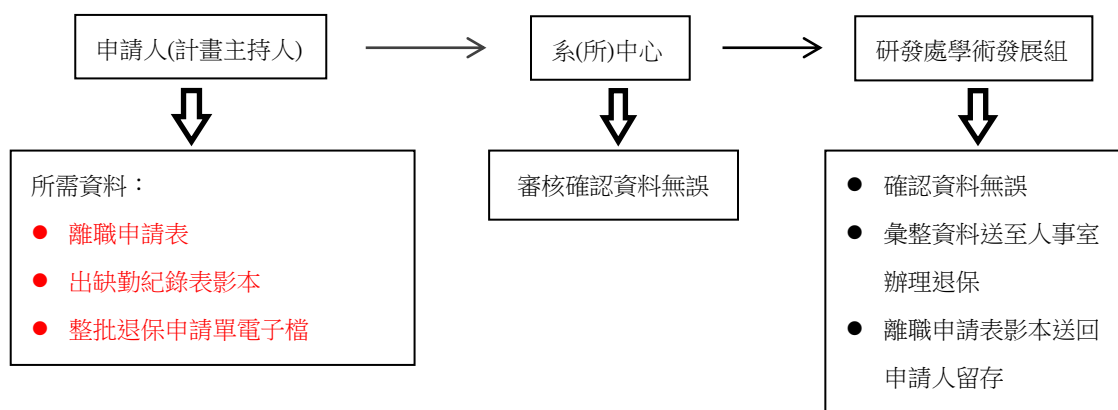 申請人(計畫主持人)
系(所)中心
研發處學術發展組
所需資料：
● 離職申請表
● 出缺勤紀錄表影本
● 整批退保申請單電子檔
審核確認資料無誤
● 確認資料無誤
● 彙整資料送至人事室
辦理退保
● 離職申請表影本送回
申請人留存